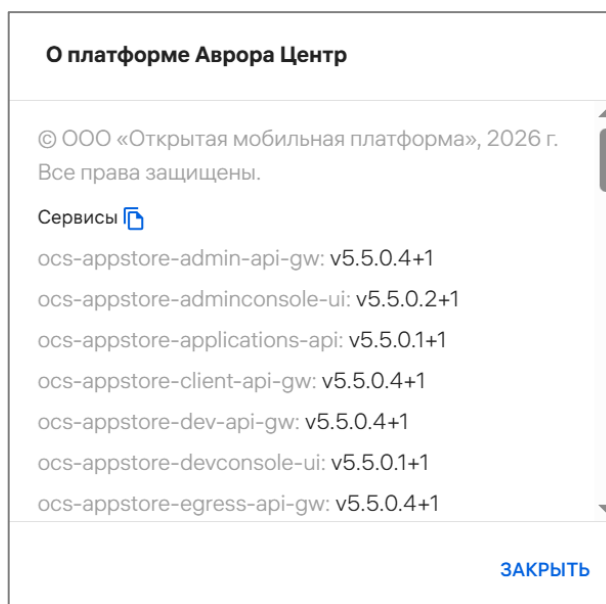 О платформе Аврора Центр
© ООО «Открытая мобильная платформа», 2026 г.
Все права защищены.
Сервисы
ocs-appstore-admin-api-gw: v5.5.0.4+1
ocs-appstore-adminconsole-ui: v5.5.0.2+1
ocs-appstore-applications-api: v5.5.0.1+1
ocs-appstore-client-api-gw: v5.5.0.4+1
ocs-appstore-dev-api-gw: v5.5.0.4+1
ocs-appstore-devconsole-ui: v5.5.0.1+1
ocs-appstore-egress-api-gw: v5.5.0.4+1
ЗАКРЫТЬ